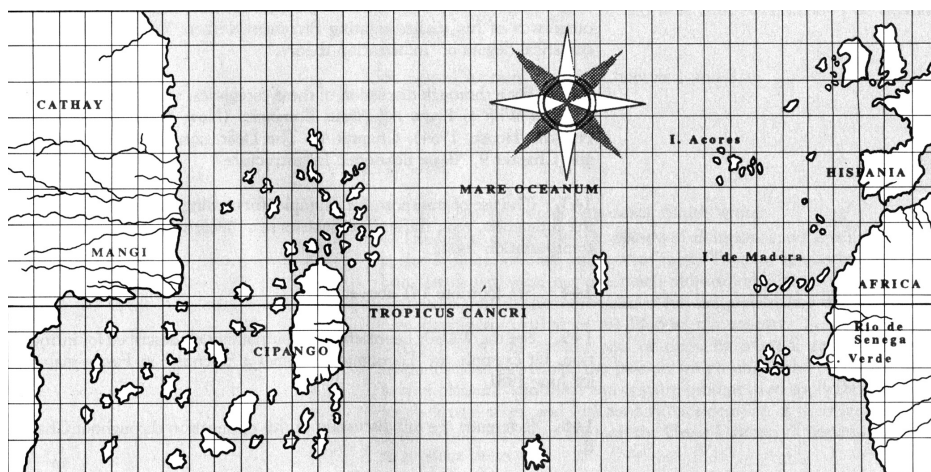 CATHAY
I. Acores
HISPANIA
MARE OCEANUM
MANGI
I. de Madera
AFRICA
TROPICUS CANCRI
Rio de
Senega
CIPANGO
C. Verde